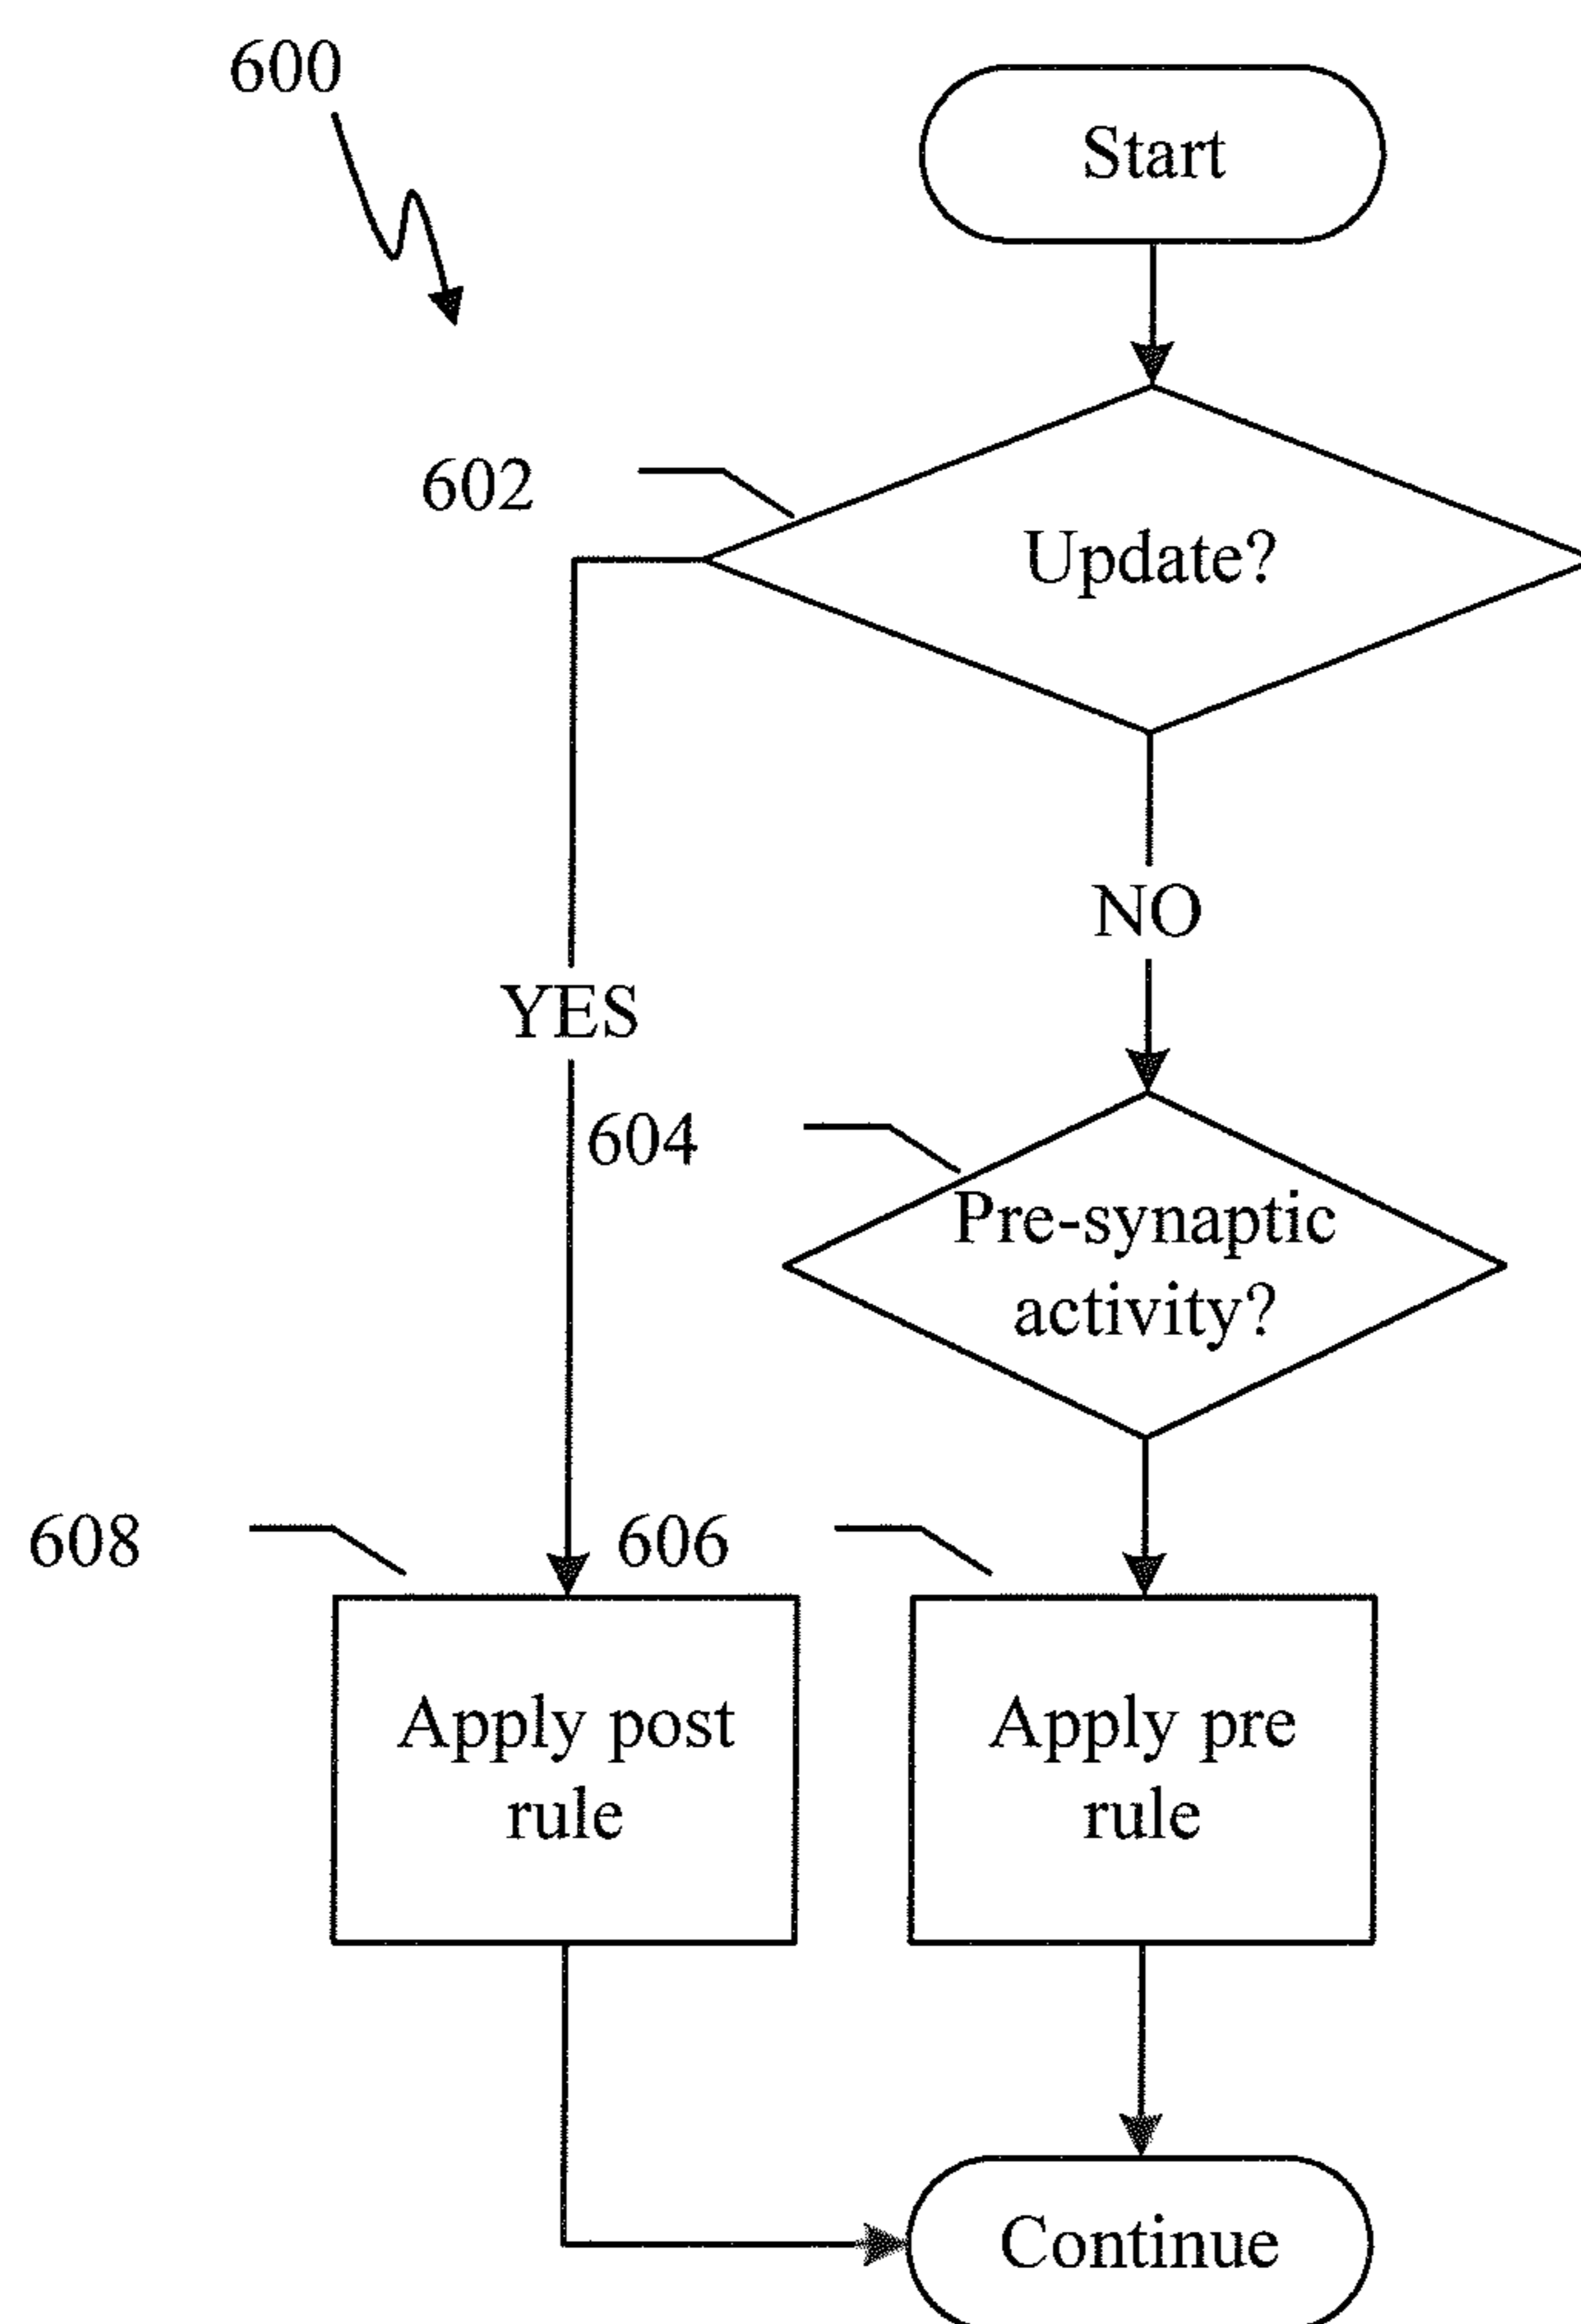 600
Start
602
Update?
NO
YES
604
Pre-synaptic
activity?
608
606
Apply post
rule
Apply pre
rule
Continue